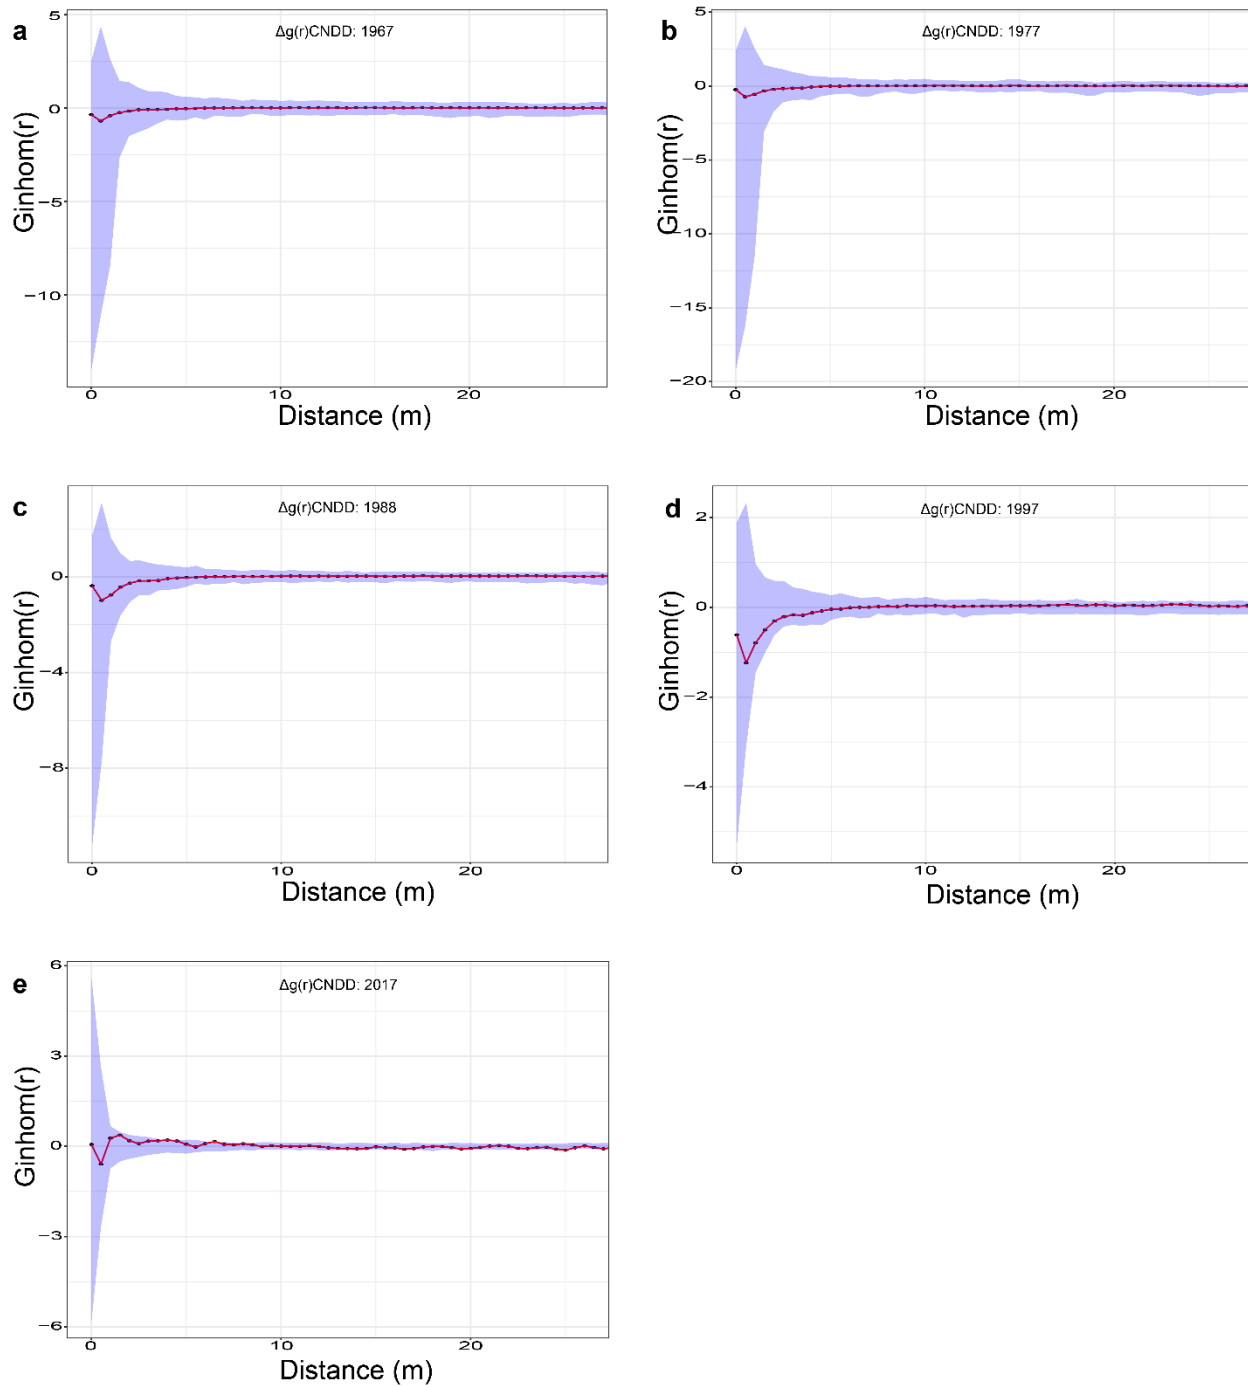 a
Δg(r)CNDD: 1967
Ginhom(r)
5
0
−5
−10
0 10 20
Distance (m)
b
Δg(r)CNDD: 1977
Ginhom(r)
5
0
−5
−10
−15
−20
0 10 20
Distance (m)
c
Δg(r)CNDD: 1988
Ginhom(r)
0
−4
−8
0 10 20
Distance (m)
d
Δg(r)CNDD: 1997
Ginhom(r)
2
0
−2
−4
0 10 20
Distance (m)
e
Δg(r)CNDD: 2017
Ginhom(r)
6
3
0
−3
−6
0 10 20
Distance (m)